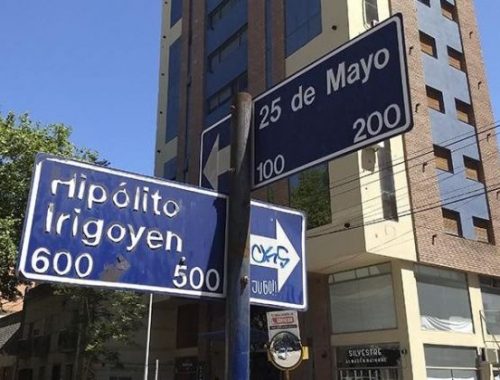 25 de Mayo
100 200
Hipólito
Irigoyen
600 500
SILVESTRE